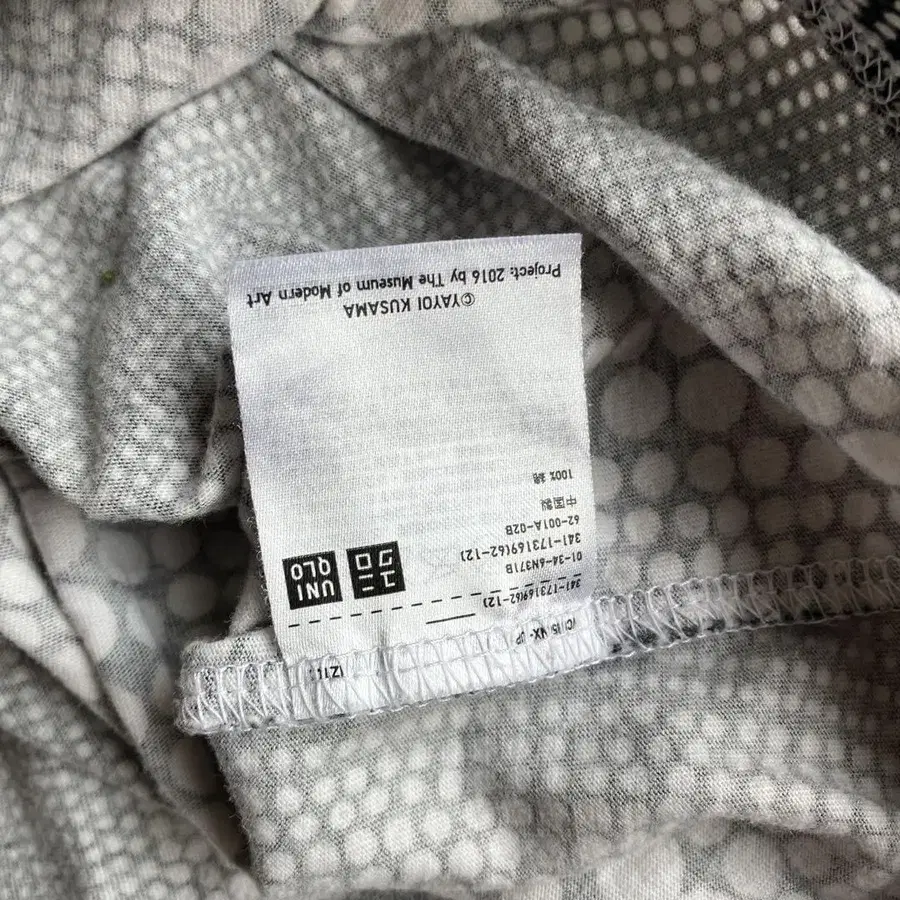 341-173169(62-12)
01-34-6N371B
341-173169(62-12)
62-001A-02B
中国製
100% 綿
ユニ
クロ
UNI
QLO
©YAYOI KUSAMA
Project: 2016 by The Museum of Modern Art